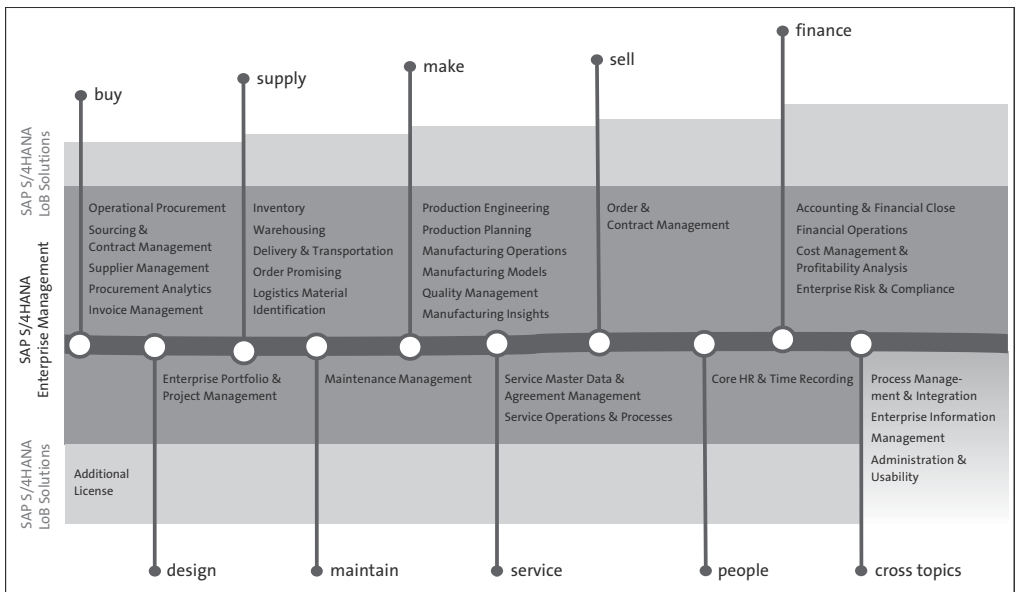 finance
sell
make
supply
buy
SAP S/4HANA
LoB Solutions
SAP S/4HANA
Enterprise Management
SAP S/4HANA
LoB Solutions
Operational Procurement
Sourcing &
Contract Management
Supplier Management
Procurement Analytics
Invoice Management
Inventory
Warehousing
Delivery & Transportation
Order Promising
Logistics Material
Identification
Production Engineering
Production Planning
Manufacturing Operations
Manufacturing Models
Quality Management
Manufacturing Insights
Order &
Contract Management
Accounting & Financial Close
Financial Operations
Cost Management &
Profitability Analysis
Enterprise Risk & Compliance
Enterprise Portfolio &
Project Management
Maintenance Management
Service Master Data &
Agreement Management
Service Operations & Processes
Core HR & Time Recording
Process Manage-
ment & Integration
Enterprise Information
Management
Administration &
Usability
Additional
License
design
maintain
service
people
cross topics